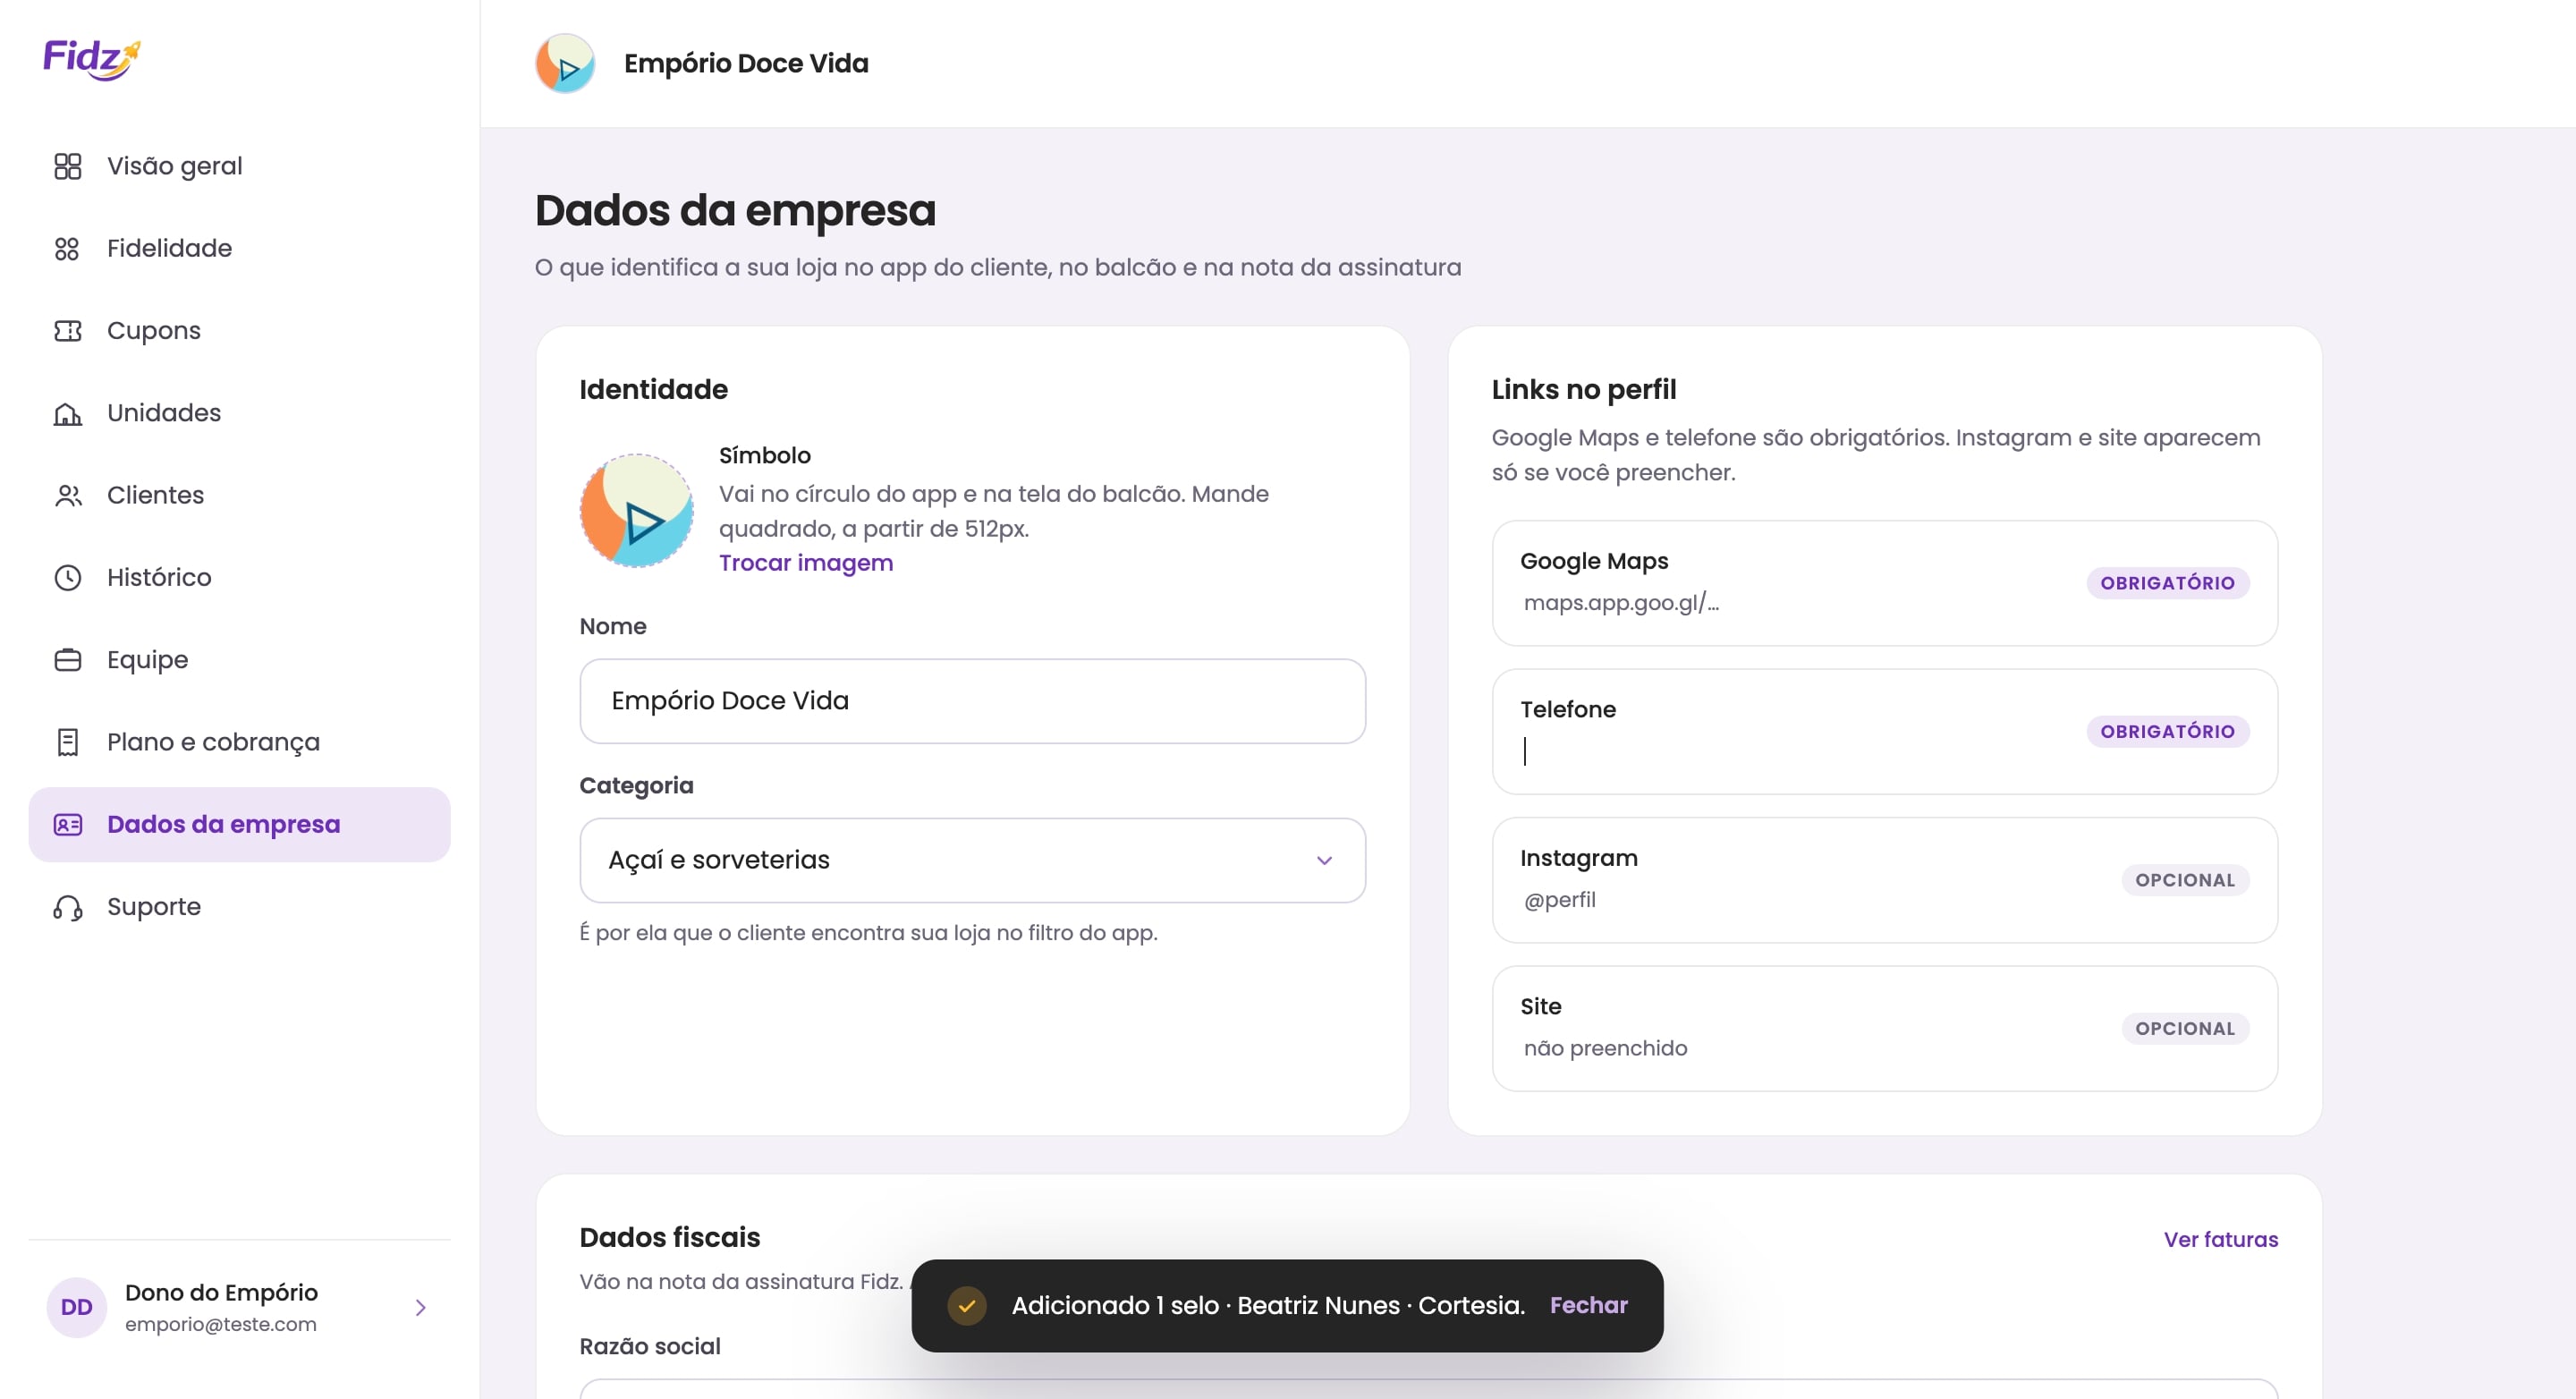 Fidz
Visão geral
Fidelidade
Cupons
Unidades
Clientes
Histórico
Equipe
Plano e cobrança
Dados da empresa
Suporte
DD
Dono do Empório
emporio@teste.com
Empório Doce Vida
Dados da empresa
O que identifica a sua loja no app do cliente, no balcão e na nota da assinatura
Identidade
Símbolo
Vai no círculo do app e na tela do balcão. Mande
quadrado, a partir de 512px.
Trocar imagem
Nome
Empório Doce Vida
Categoria
Açaí e sorveterias
É por ela que o cliente encontra sua loja no filtro do app.
Links no perfil
Google Maps e telefone são obrigatórios. Instagram e site aparecem
só se você preencher.
Google Maps
maps.app.goo.gl/...
OBRIGATÓRIO
Telefone
OBRIGATÓRIO
Instagram
@perfil
OPCIONAL
Site
não preenchido
OPCIONAL
Dados fiscais
Ver faturas
Vão na nota da assinatura Fidz.
Adicionado 1 selo · Beatriz Nunes · Cortesia. Fechar
Razão social